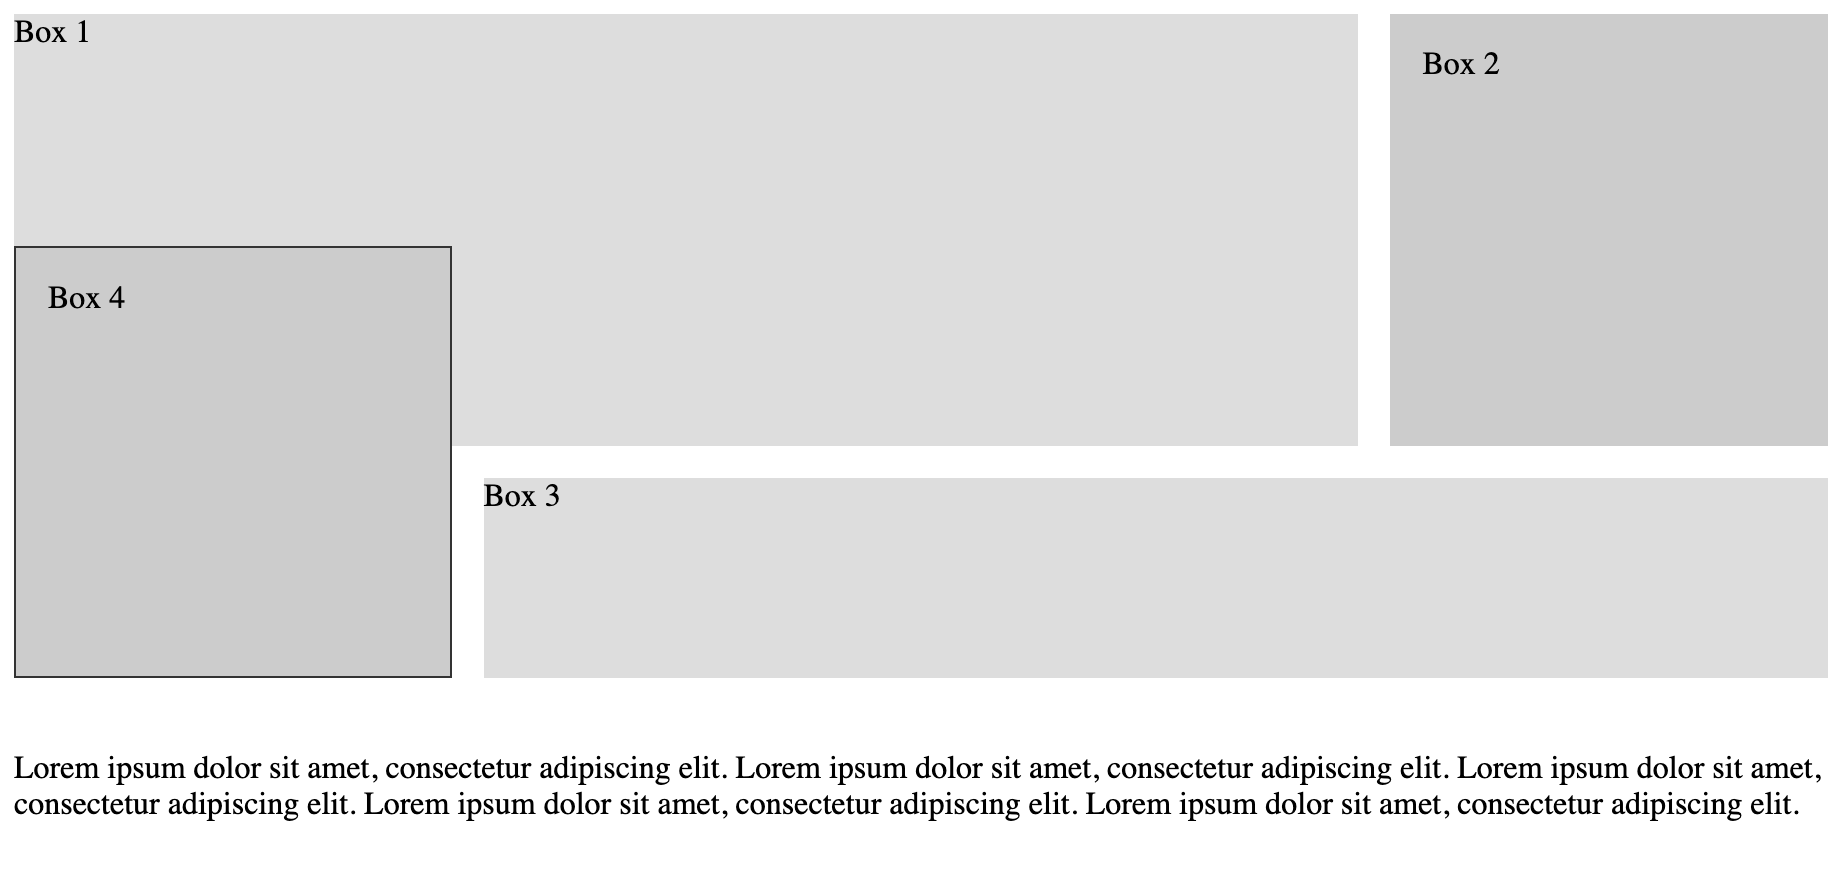 Box 1
Box 2
Box 4
Box 3
Lorem ipsum dolor sit amet, consectetur adipiscing elit. Lorem ipsum dolor sit amet, consectetur adipiscing elit. Lorem ipsum dolor sit amet,
consectetur adipiscing elit. Lorem ipsum dolor sit amet, consectetur adipiscing elit. Lorem ipsum dolor sit amet, consectetur adipiscing elit.